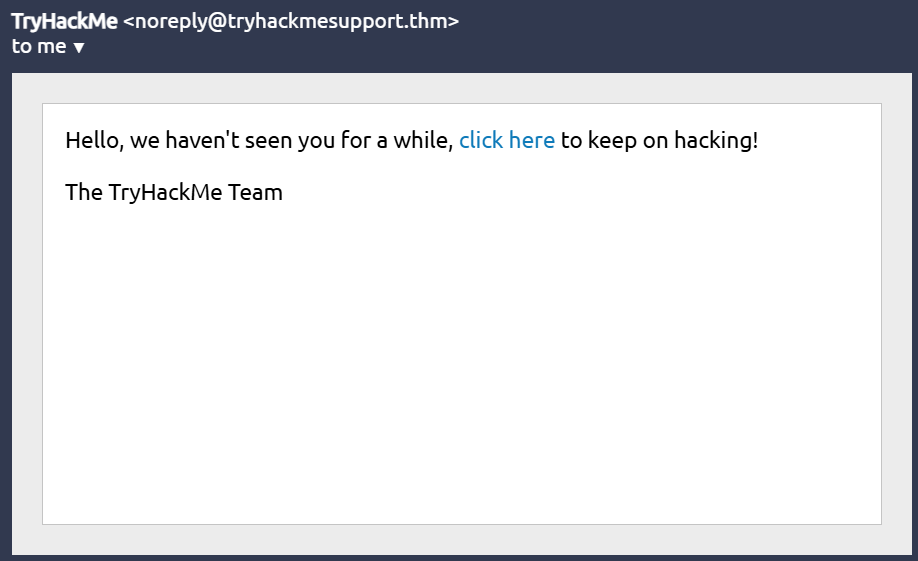 TryHackMe <noreply@tryhackmesupport.thm>
to me ▼
Hello, we haven't seen you for a while, click here to keep on hacking!
The TryHackMe Team